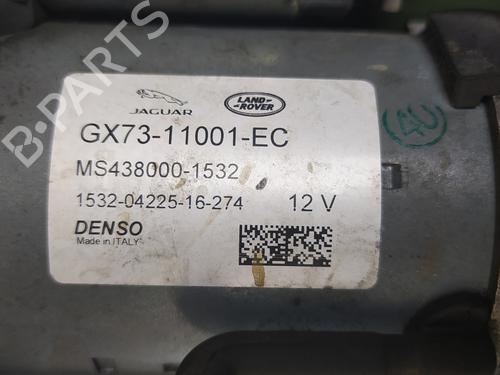 JAGUAR
LAND-
ROVER
GX73-11001-EC
MS438000-1532
1532-04225-16-274 12 V
DENSO
Made in ITALY
4U
B-PARTS